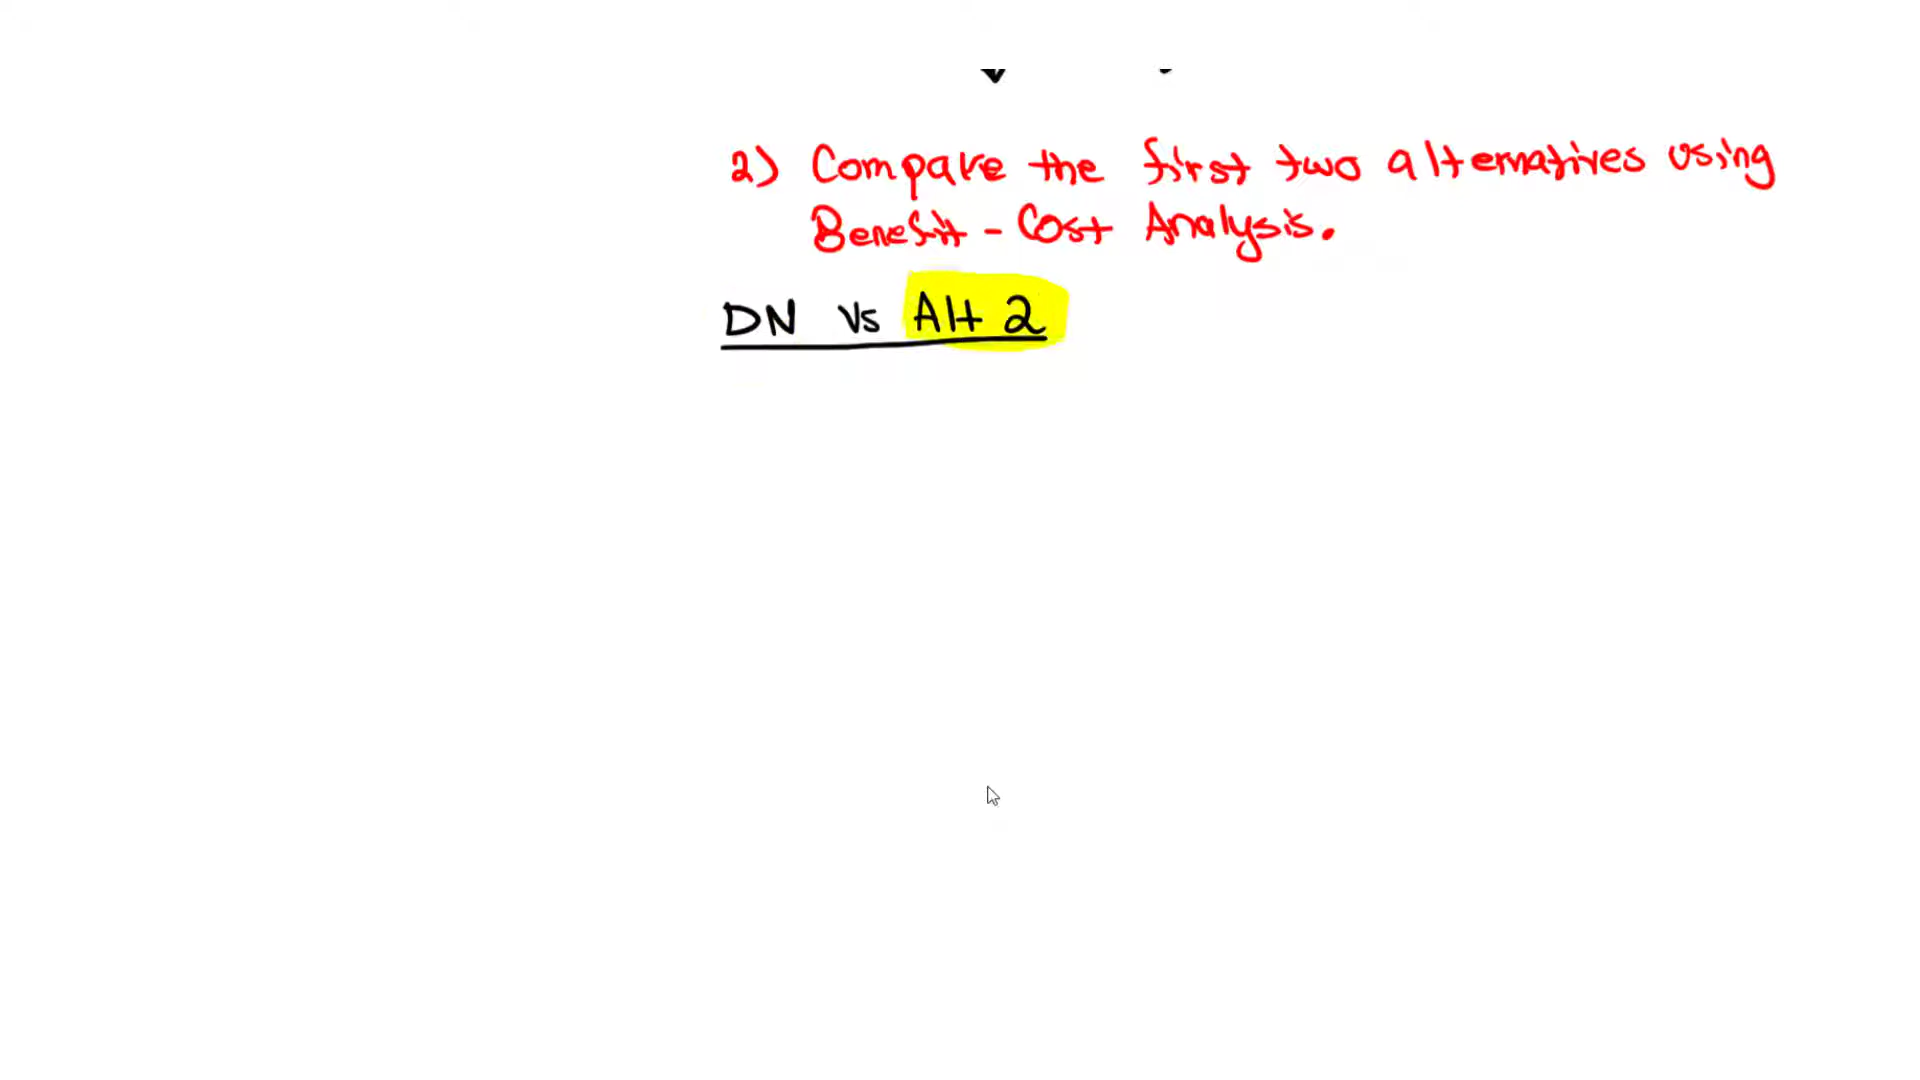 2) Compare the first two alternatives using
Benefit - Cost Analysis.
DN Vs Alt 2